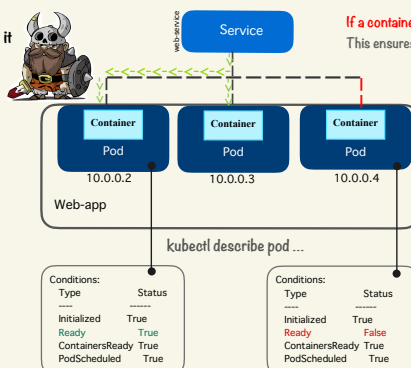 it
web-service
Service
If a containe
This ensures
Container
Container
Container
Pod
Pod
Pod
10.0.0.2
10.0.0.3
10.0.0.4
Web-app
kubectl describe pod ...
Conditions:
Type Status
---- ------
Initialized True
Ready True
ContainersReady True
PodScheduled True
Conditions:
Type Status
---- ------
Initialized True
Ready False
ContainersReady True
PodScheduled True